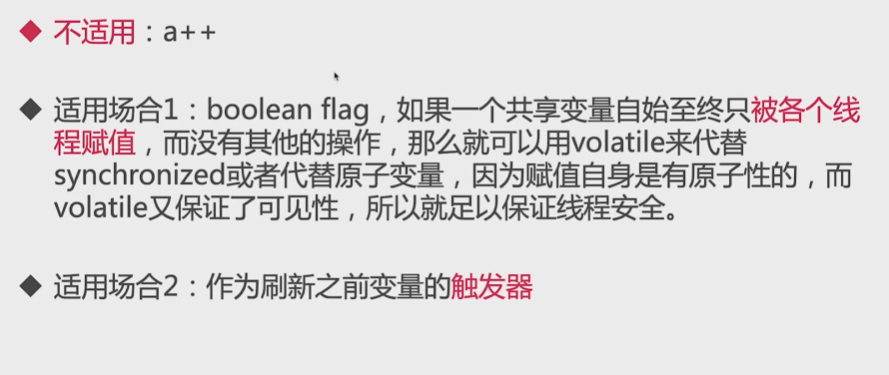 不适用：a++
适用场合1：boolean flag，如果一个共享变量自始至终只被各个线
程赋值，而没有其他的操作，那么就可以用volatile来代替
synchronized或者代替原子变量，因为赋值自身是有原子性的，而
volatile又保证了可见性，所以就足以保证线程安全。
适用场合2：作为刷新之前变量的触发器